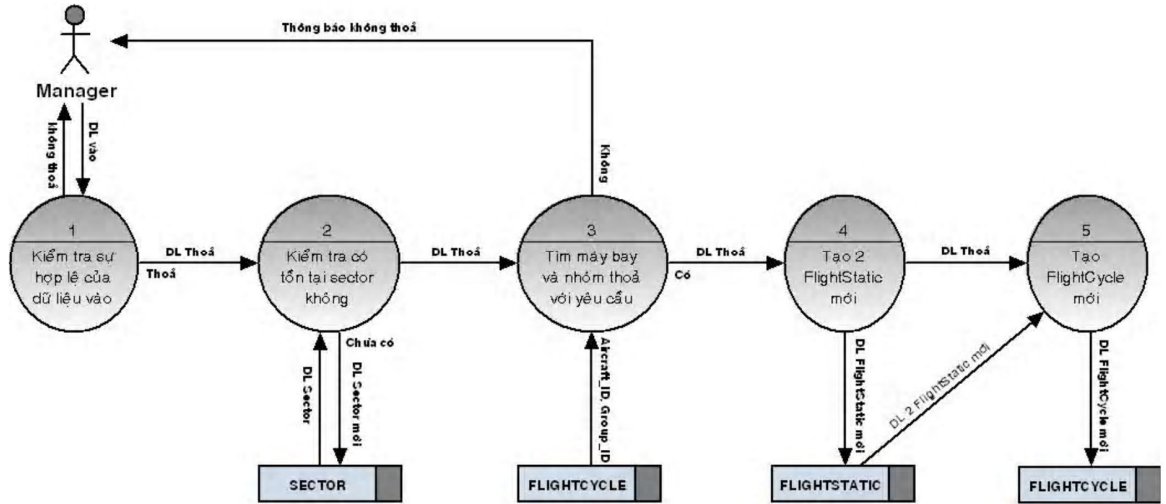 Thông báo không thoả
Manager
không thoả
DL vào
Không
1
Kiểm tra sự
hợp lệ của
dữ liệu vào
DL Thoả
Thoả
2
Kiểm tra có
tồn tại sector
không
DL Thoả
3
Tìm máy bay
và nhóm thoả
với yêu cầu
DL Thoả
Có
4
Tạo 2
FlightStatic
mới
DL Thoả
5
Tạo
FlightCycle
mới
Chưa có
DL Sector
DL Sector mới
Aircraft_ID, Group_ID
DL FlightStatic mới
DL 2 FlightStatic mới
DL FlightCycle mới
SECTOR
FLIGHTCYCLE
FLIGHTSTATIC
FLIGHTCYCLE